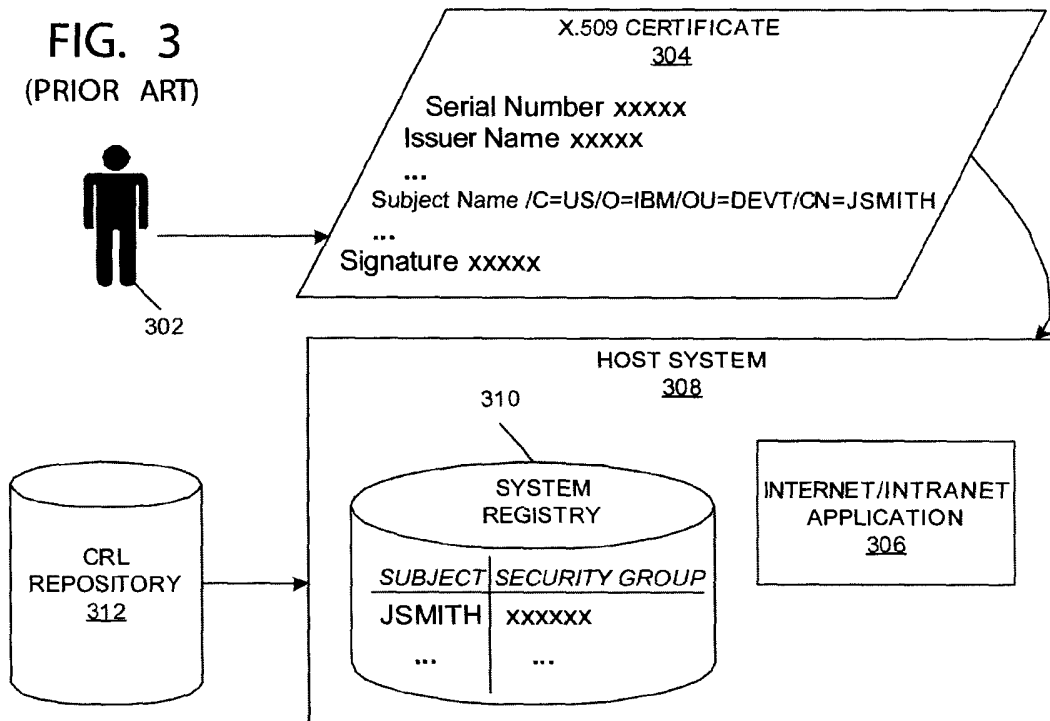 FIG. 3
(PRIOR ART)
X.509 CERTIFICATE
304
Serial Number xxxxx
Issuer Name xxxxx
...
Subject Name /C=US/O=IBM/OU=DEVT/CN=JSMITH
...
Signature xxxxx
302
HOST SYSTEM
308
310
SYSTEM
REGISTRY
SUBJECT SECURITY GROUP
JSMITH xxxxxx
... ...
INTERNET/INTRANET
APPLICATION
306
CRL
REPOSITORY
312